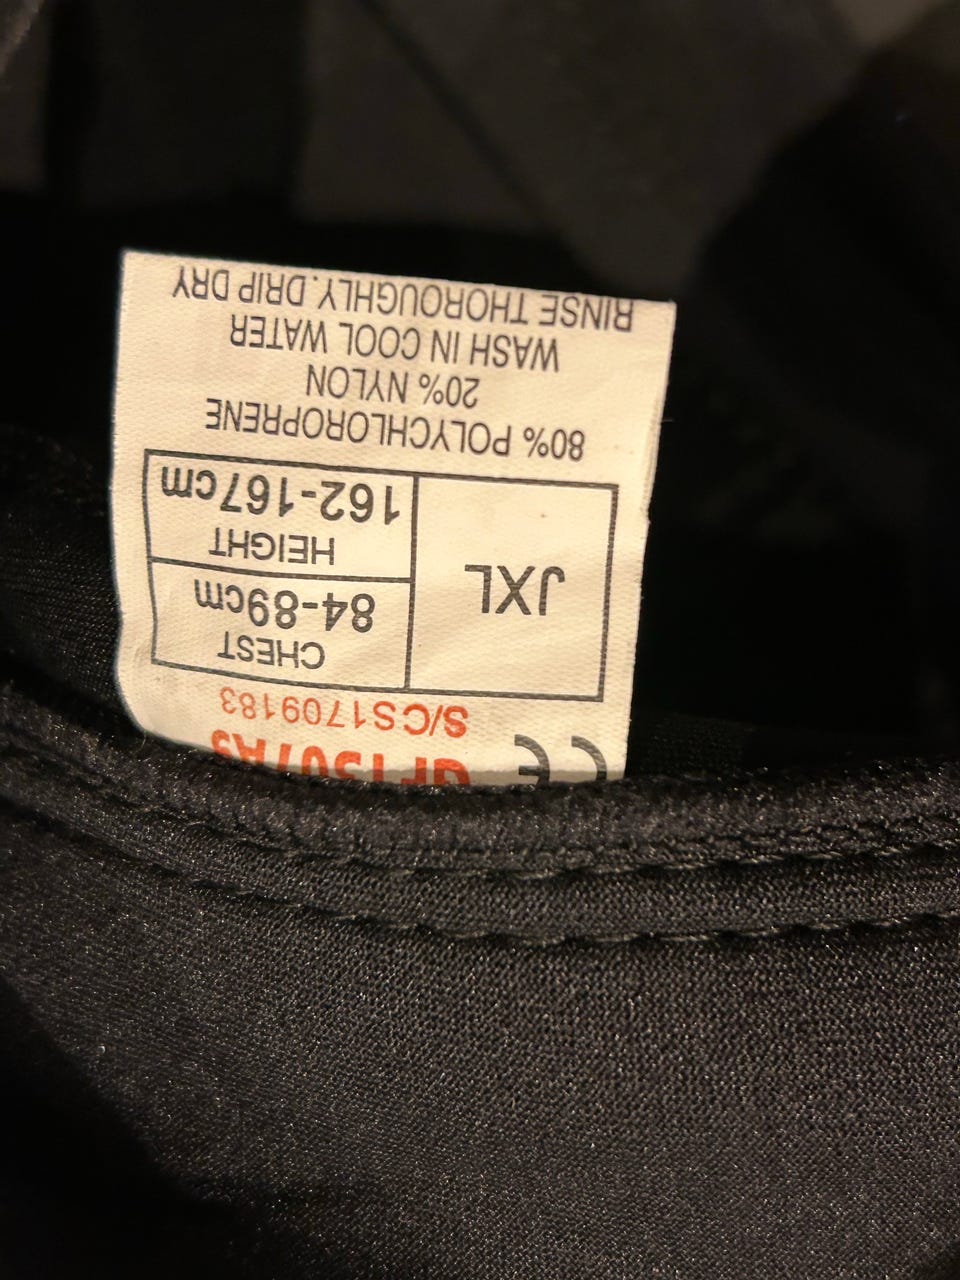 S/CS1709183
JXL
CHEST
84-89cm
HEIGHT
162-167cm
80% POLYCHLOROPRENE
20% NYLON
WASH IN COOL WATER
RINSE THOROUGHLY.DRIP DRY